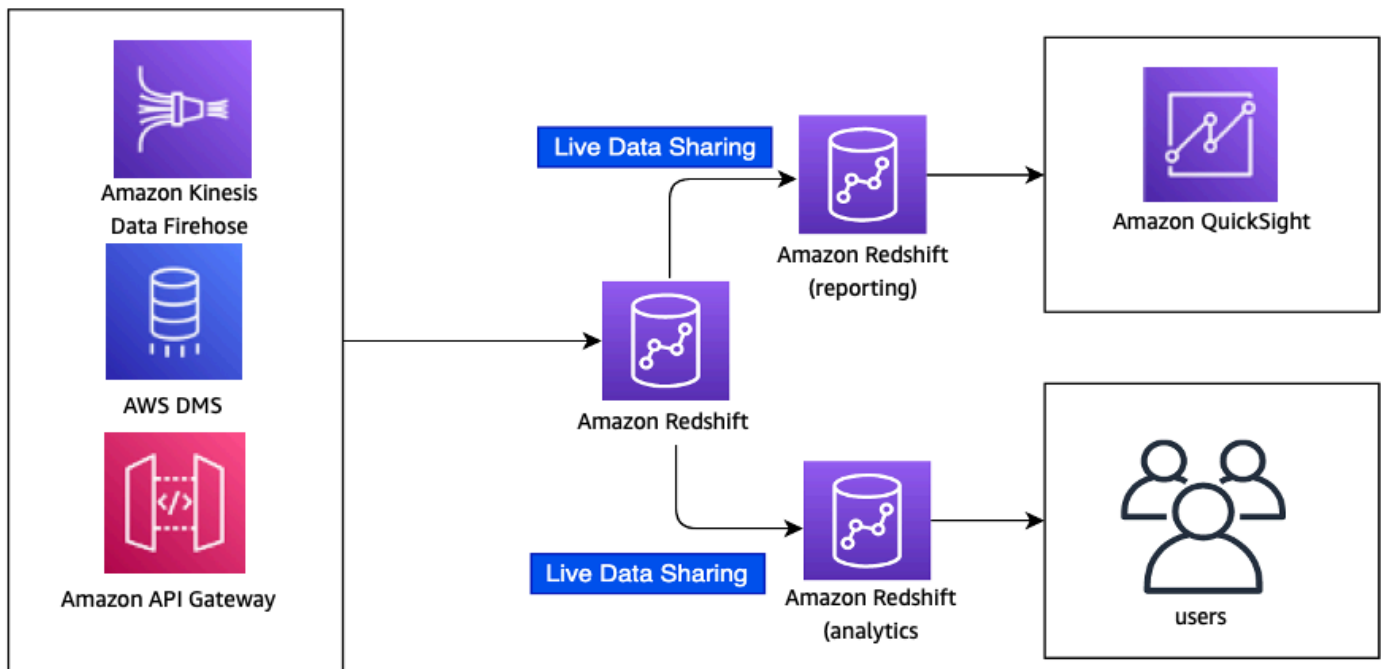 Amazon Kinesis
Data Firehose
AWS DMS
</>
Amazon API Gateway
Amazon Redshift
Live Data Sharing
Amazon Redshift
(reporting)
Amazon QuickSight
Live Data Sharing
Amazon Redshift
(analytics
users